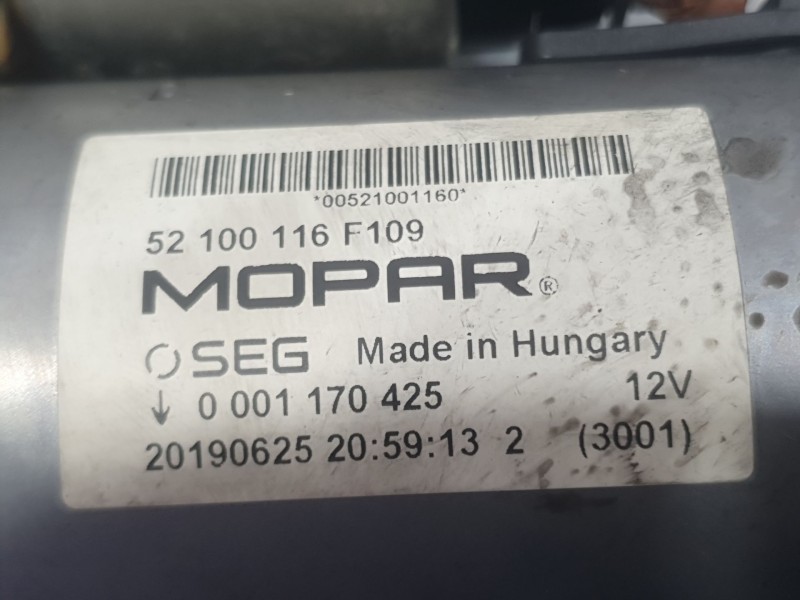 *00521001160*
52 100 116 F109
MOPAR®
SEG Made in Hungary
↓ 0 001 170 425 12V
20190625 20:59:13 2 (3001)